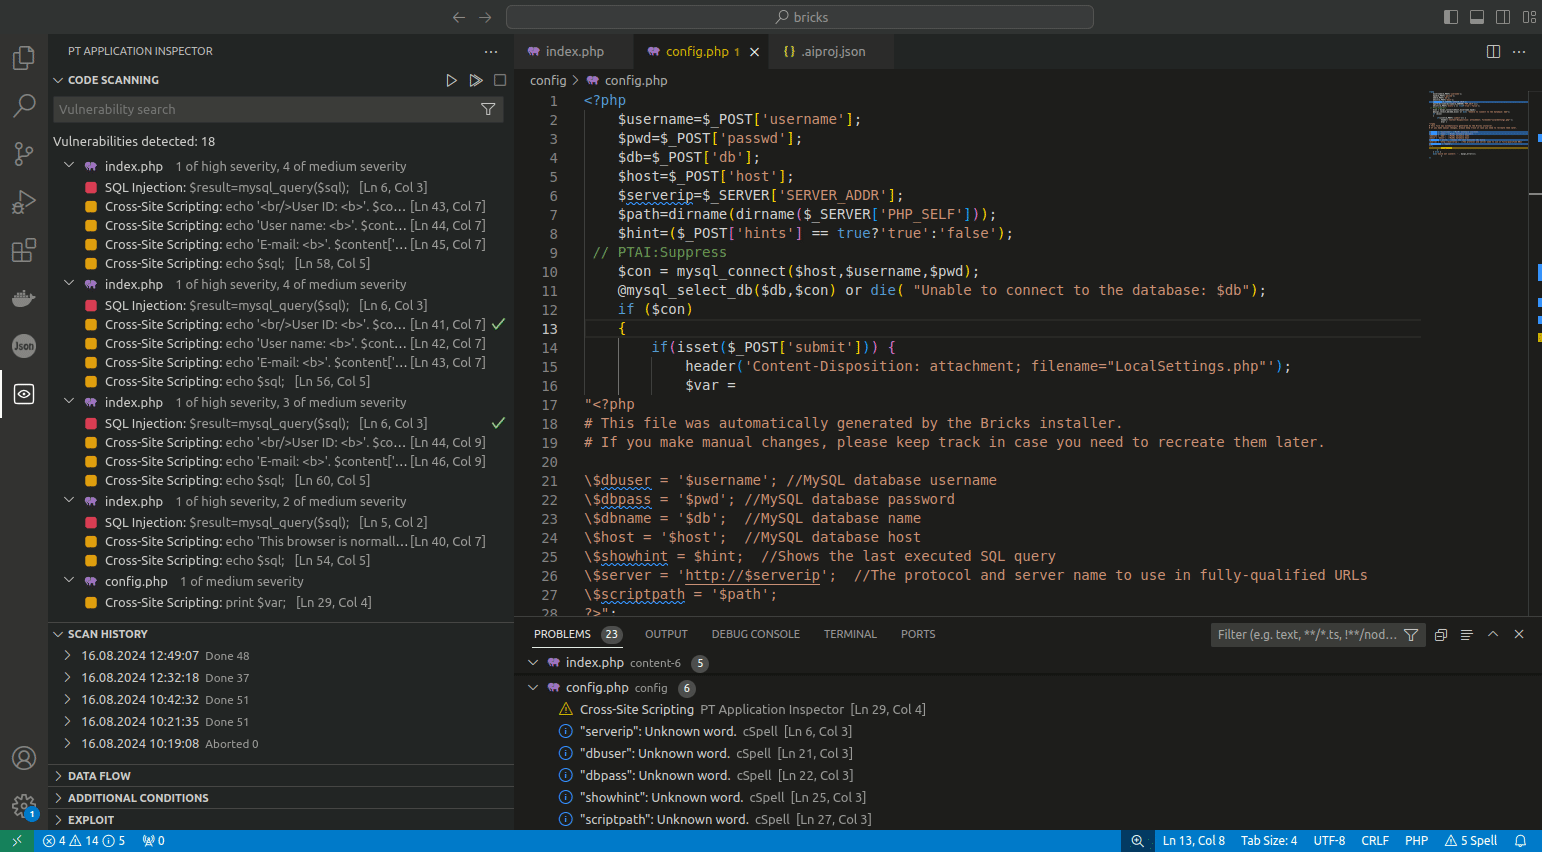 bricks
PT APPLICATION INSPECTOR
CODE SCANNING
Vulnerability search
Vulnerabilities detected: 18
index.php 1 of high severity, 4 of medium severity
SQL Injection: $result=mysql_query($sql); [Ln 6, Col 3]
Cross-Site Scripting: echo '<br/>User ID: <b>'. $co... [Ln 43, Col 7]
Cross-Site Scripting: echo 'User name: <b>'. $cont... [Ln 44, Col 7]
Cross-Site Scripting: echo 'E-mail: <b>'. $content['... [Ln 45, Col 7]
Cross-Site Scripting: echo $sql; [Ln 58, Col 5]
index.php 1 of high severity, 4 of medium severity
SQL Injection: $result=mysql_query($sql); [Ln 6, Col 3]
Cross-Site Scripting: echo '<br/>User ID: <b>'. $co... [Ln 41, Col 7]
Cross-Site Scripting: echo 'User name: <b>'. $cont... [Ln 42, Col 7]
Cross-Site Scripting: echo 'E-mail: <b>'. $content['... [Ln 43, Col 7]
Cross-Site Scripting: echo $sql; [Ln 56, Col 5]
index.php 1 of high severity, 3 of medium severity
SQL Injection: $result=mysql_query($sql); [Ln 6, Col 3]
Cross-Site Scripting: echo '<br/>User ID: <b>'. $co... [Ln 44, Col 9]
Cross-Site Scripting: echo 'E-mail: <b>'. $content['... [Ln 46, Col 9]
Cross-Site Scripting: echo $sql; [Ln 60, Col 5]
index.php 1 of high severity, 2 of medium severity
SQL Injection: $result=mysql_query($sql); [Ln 5, Col 2]
Cross-Site Scripting: echo 'This browser is normall... [Ln 40, Col 7]
Cross-Site Scripting: echo $sql; [Ln 54, Col 5]
config.php 1 of medium severity
Cross-Site Scripting: print $var; [Ln 29, Col 4]
SCAN HISTORY
16.08.2024 12:49:07 Done 48
16.08.2024 12:32:18 Done 37
16.08.2024 10:42:32 Done 51
16.08.2024 10:21:35 Done 51
16.08.2024 10:19:08 Aborted 0
DATA FLOW
ADDITIONAL CONDITIONS
EXPLOIT
Json
1
index.php config.php 1 {} .aiproj.json
config > config.php
1 <?php
2 $username=$_POST['username'];
3 $pwd=$_POST['passwd'];
4 $db=$_POST['db'];
5 $host=$_POST['host'];
6 $serverip=$_SERVER['SERVER_ADDR'];
7 $path=dirname(dirname($_SERVER['PHP_SELF']));
8 $hint=($_POST['hints'] == true?'true':'false');
9 // PTAI:Suppress
10 $con = mysql_connect($host,$username,$pwd);
11 @mysql_select_db($db,$con) or die( "Unable to connect to the database: $db");
12 if ($con)
13 {
14 if(isset($_POST['submit'])) {
15 header('Content-Disposition: attachment; filename="LocalSettings.php"');
16 $var =
17 "<?php
18 # This file was automatically generated by the Bricks installer.
19 # If you make manual changes, please keep track in case you need to recreate them later.
20
21 \$dbuser = '$username'; //MySQL database username
22 \$dbpass = '$pwd'; //MySQL database password
23 \$dbname = '$db'; //MySQL database name
24 \$host = '$host'; //MySQL database host
25 \$showhint = $hint; //Shows the last executed SQL query
26 \$server = 'http://$serverip'; //The protocol and server name to use in fully-qualified URLs
27 \$scriptpath = '$path';
28 ?>";
PROBLEMS 23 OUTPUT DEBUG CONSOLE TERMINAL PORTS Filter (e.g. text, **/*.ts, !**/nod...
index.php content-6 5
config.php config 6
Cross-Site Scripting PT Application Inspector [Ln 29, Col 4]
"serverip": Unknown word. cSpell [Ln 6, Col 3]
"dbuser": Unknown word. cSpell [Ln 21, Col 3]
"dbpass": Unknown word. cSpell [Ln 22, Col 3]
"showhint": Unknown word. cSpell [Ln 25, Col 3]
"scriptpath": Unknown word. cSpell [Ln 27, Col 3]
4 14 5 0 Ln 13, Col 8 Tab Size: 4 UTF-8 CRLF PHP 5 Spell